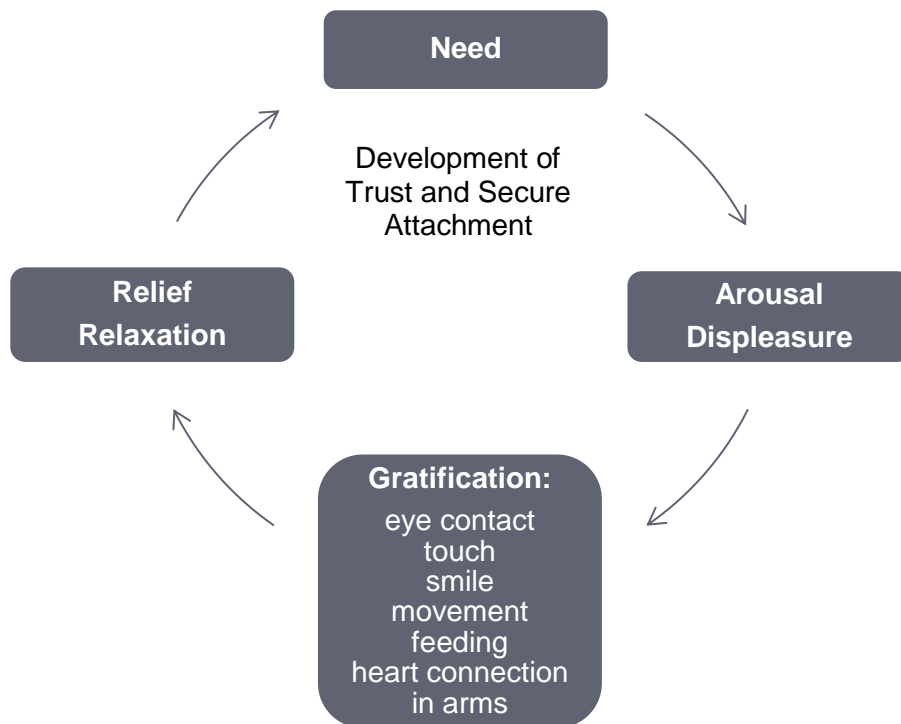 Need
Development of
Trust and Secure
Attachment
Relief
Relaxation
Arousal
Displeasure
Gratification:
eye contact
touch
smile
movement
feeding
heart connection
in arms